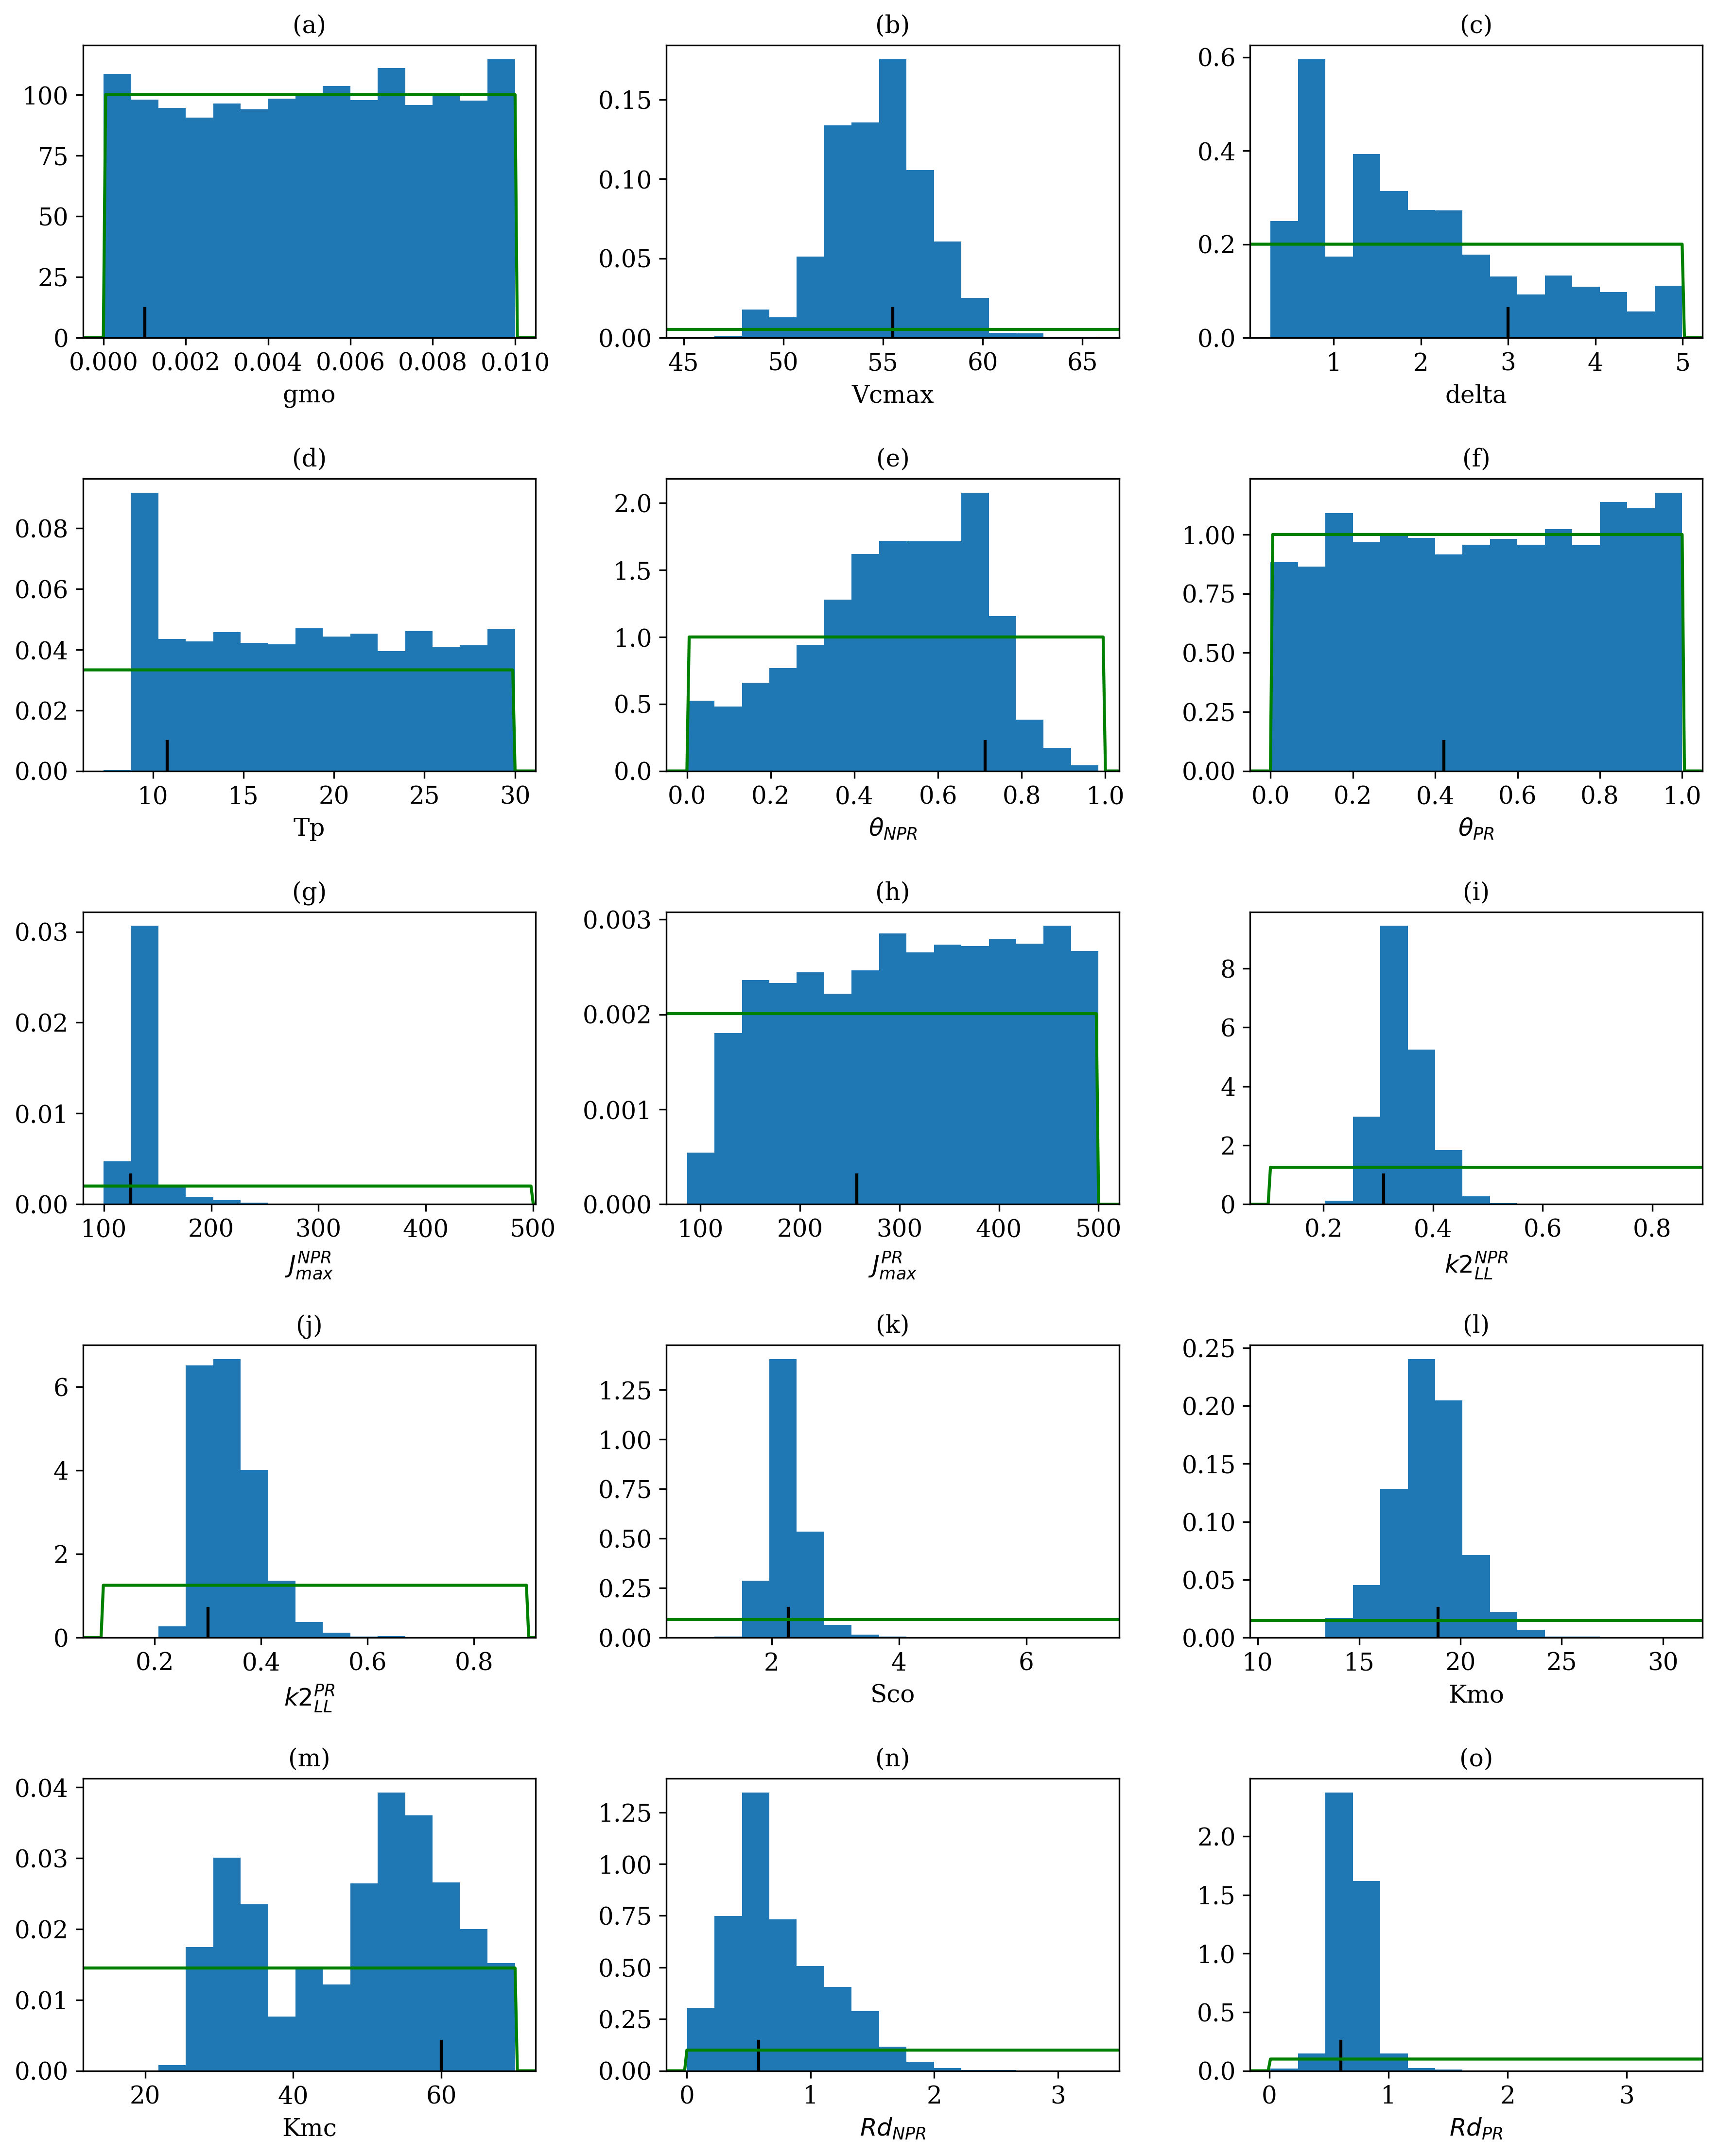 (a)
100
75
50
25
0
0.000 0.002 0.004 0.006 0.008 0.010
gmo
(b)
0.15
0.10
0.05
0.00
45 50 55 60 65
Vcmax
(c)
0.6
0.4
0.2
0.0
1 2 3 4 5
delta
(d)
0.08
0.06
0.04
0.02
0.00
10 15 20 25 30
Tp
(e)
2.0
1.5
1.0
0.5
0.0
0.0 0.2 0.4 0.6 0.8 1.0
θ_NPR
(f)
1.00
0.75
0.50
0.25
0.00
0.0 0.2 0.4 0.6 0.8 1.0
θ_PR
(g)
0.03
0.02
0.01
0.00
100 200 300 400 500
J_max^NPR
(h)
0.003
0.002
0.001
0.000
100 200 300 400 500
J_max^PR
(i)
8
6
4
2
0
0.2 0.4 0.6 0.8
k2_LL^NPR
(j)
6
4
2
0
0.2 0.4 0.6 0.8
k2_LL^PR
(k)
1.25
1.00
0.75
0.50
0.25
0.00
2 4 6
Sco
(l)
0.25
0.20
0.15
0.10
0.05
0.00
10 15 20 25 30
Kmo
(m)
0.04
0.03
0.02
0.01
0.00
20 40 60
Kmc
(n)
1.25
1.00
0.75
0.50
0.25
0.00
0 1 2 3
Rd_NPR
(o)
2.0
1.5
1.0
0.5
0.0
0 1 2 3
Rd_PR